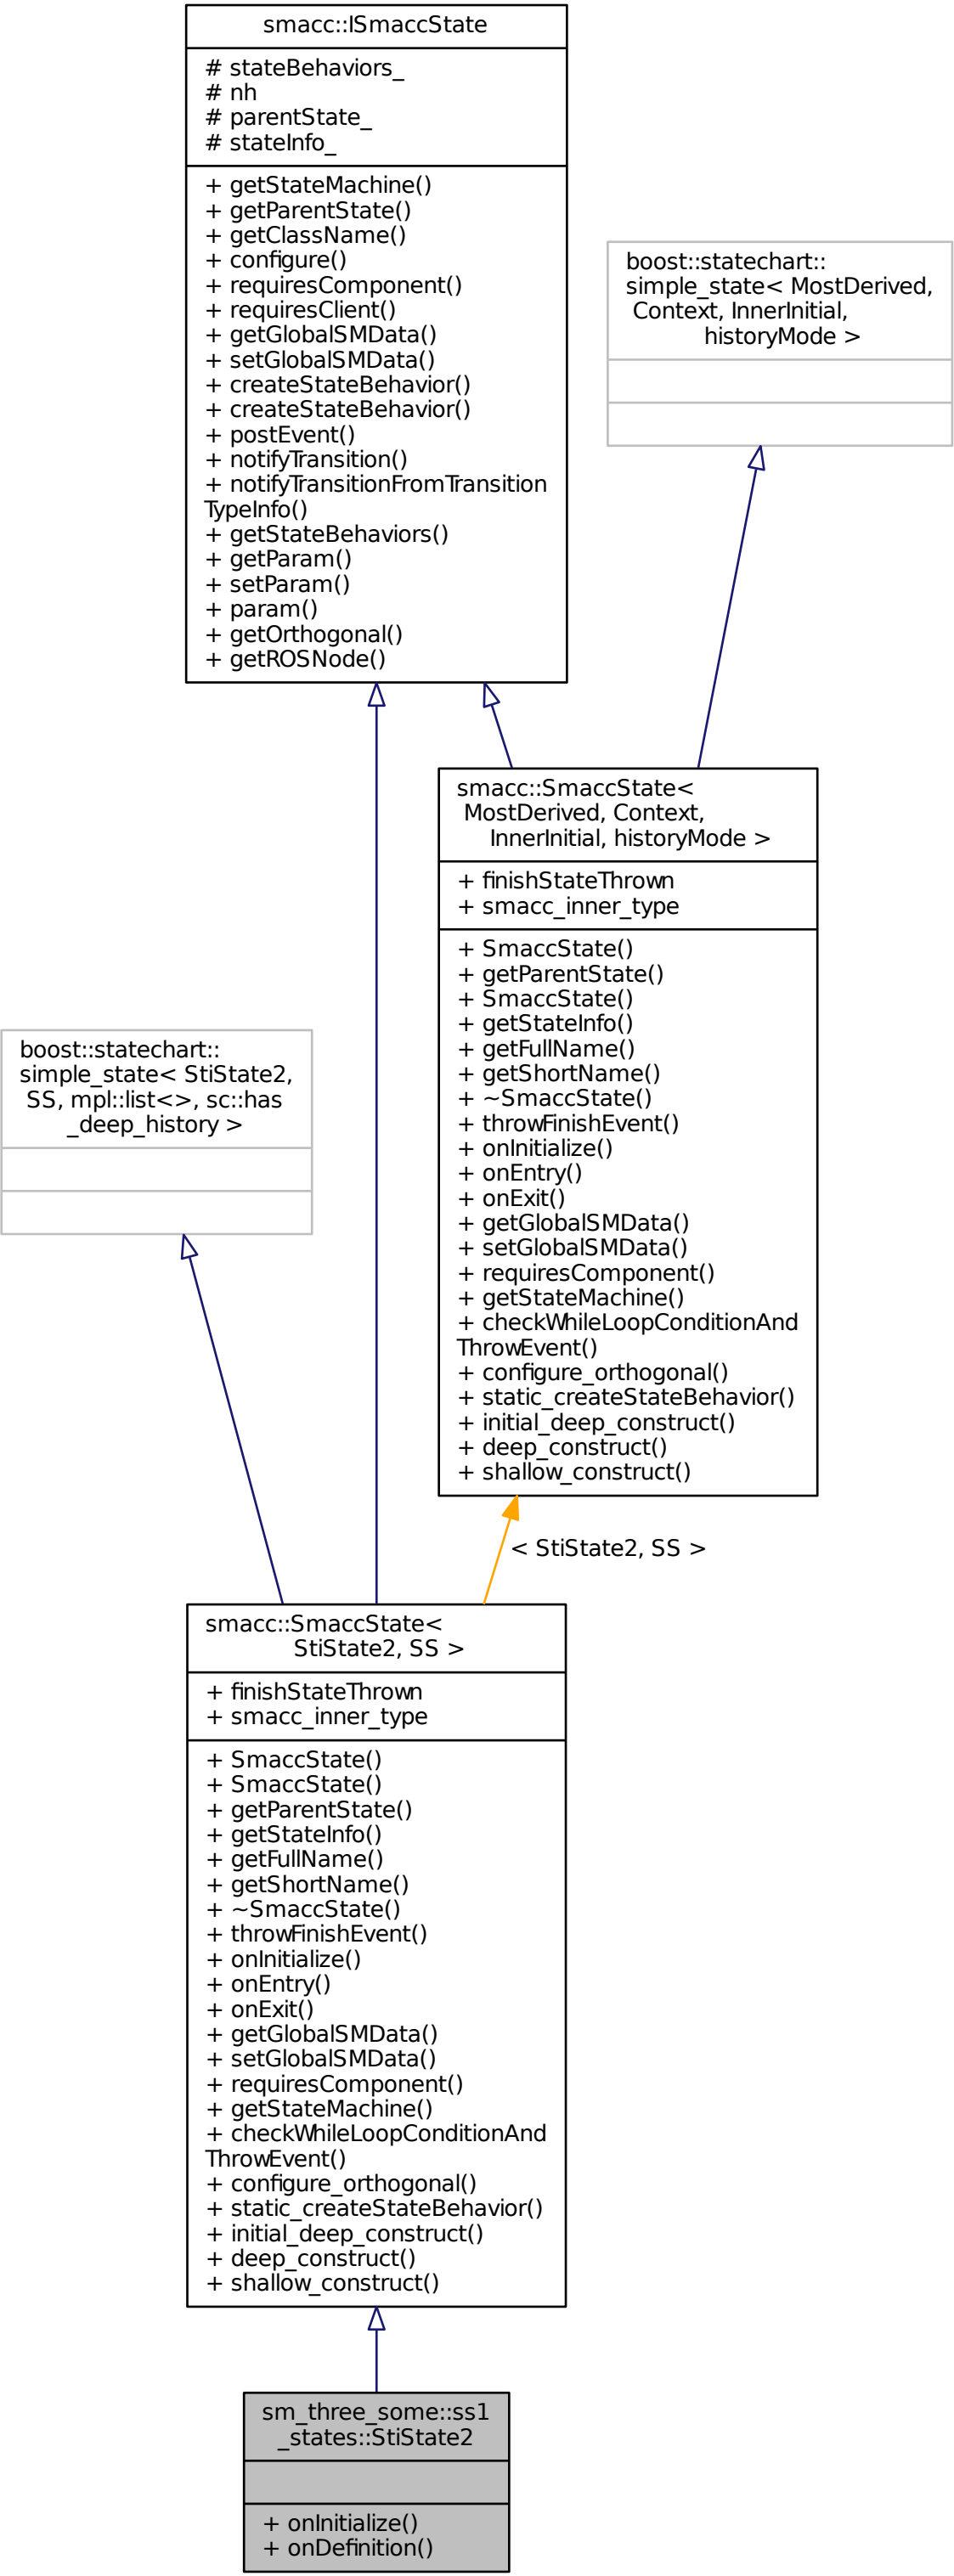 smacc::ISmaccState
# stateBehaviors_
# nh
# parentState_
# stateInfo_
+ getStateMachine()
+ getParentState()
+ getClassName()
+ configure()
+ requiresComponent()
+ requiresClient()
+ getGlobalSMData()
+ setGlobalSMData()
+ createStateBehavior()
+ createStateBehavior()
+ postEvent()
+ notifyTransition()
+ notifyTransitionFromTransition
TypeInfo()
+ getStateBehaviors()
+ getParam()
+ setParam()
+ param()
+ getOrthogonal()
+ getROSNode()
boost::statechart::
simple_state< MostDerived,
Context, InnerInitial,
historyMode >
smacc::SmaccState<
MostDerived, Context,
InnerInitial, historyMode >
+ finishStateThrown
+ smacc_inner_type
+ SmaccState()
+ getParentState()
+ SmaccState()
+ getStateInfo()
+ getFullName()
+ getShortName()
+ ~SmaccState()
+ throwFinishEvent()
+ onInitialize()
+ onEntry()
+ onExit()
+ getGlobalSMData()
+ setGlobalSMData()
+ requiresComponent()
+ getStateMachine()
+ checkWhileLoopConditionAnd
ThrowEvent()
+ configure_orthogonal()
+ static_createStateBehavior()
+ initial_deep_construct()
+ deep_construct()
+ shallow_construct()
boost::statechart::
simple_state< StiState2,
SS, mpl::list<>, sc::has
_deep_history >
< StiState2, SS >
smacc::SmaccState<
StiState2, SS >
+ finishStateThrown
+ smacc_inner_type
+ SmaccState()
+ SmaccState()
+ getParentState()
+ getStateInfo()
+ getFullName()
+ getShortName()
+ ~SmaccState()
+ throwFinishEvent()
+ onInitialize()
+ onEntry()
+ onExit()
+ getGlobalSMData()
+ setGlobalSMData()
+ requiresComponent()
+ getStateMachine()
+ checkWhileLoopConditionAnd
ThrowEvent()
+ configure_orthogonal()
+ static_createStateBehavior()
+ initial_deep_construct()
+ deep_construct()
+ shallow_construct()
sm_three_some::ss1
_states::StiState2
+ onInitialize()
+ onDefinition()